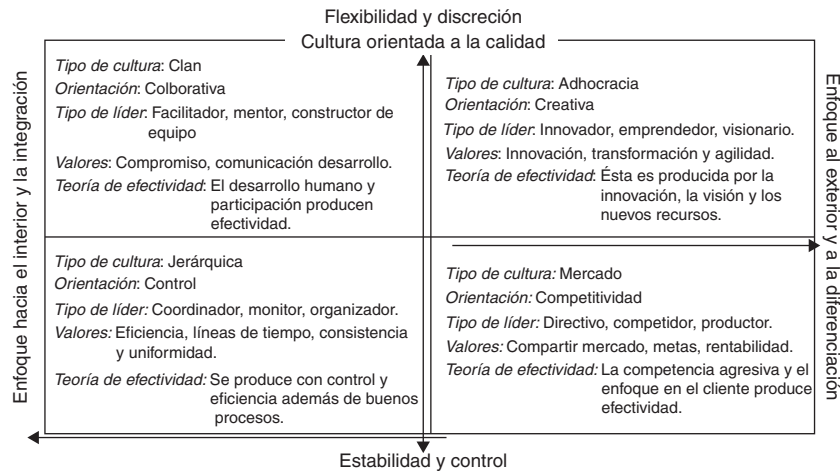 Flexibilidad y discreción
Cultura orientada a la calidad
Enfoque hacia el interior y la integración
Tipo de cultura: Clan
Orientación: Colborativa
Tipo de líder: Facilitador, mentor, constructor de
equipo
Valores: Compromiso, comunicación desarrollo.
Teoría de efectividad: El desarrollo humano y
participación producen
efectividad.
Tipo de cultura: Adhocracia
Orientación: Creativa
Tipo de líder: Innovador, emprendedor, visionario.
Valores: Innovación, transformación y agilidad.
Teoría de efectividad: Ésta es producida por la
innovación, la visión y los
nuevos recursos.
Tipo de cultura: Jerárquica
Orientación: Control
Tipo de líder: Coordinador, monitor, organizador.
Valores: Eficiencia, líneas de tiempo, consistencia
y uniformidad.
Teoría de efectividad: Se produce con control y
eficiencia además de buenos
procesos.
Tipo de cultura: Mercado
Orientación: Competitividad
Tipo de líder: Directivo, competidor, productor.
Valores: Compartir mercado, metas, rentabilidad.
Teoría de efectividad: La competencia agresiva y el
enfoque en el cliente produce
efectividad.
Enfoque al exterior y a la diferenciación
Estabilidad y control